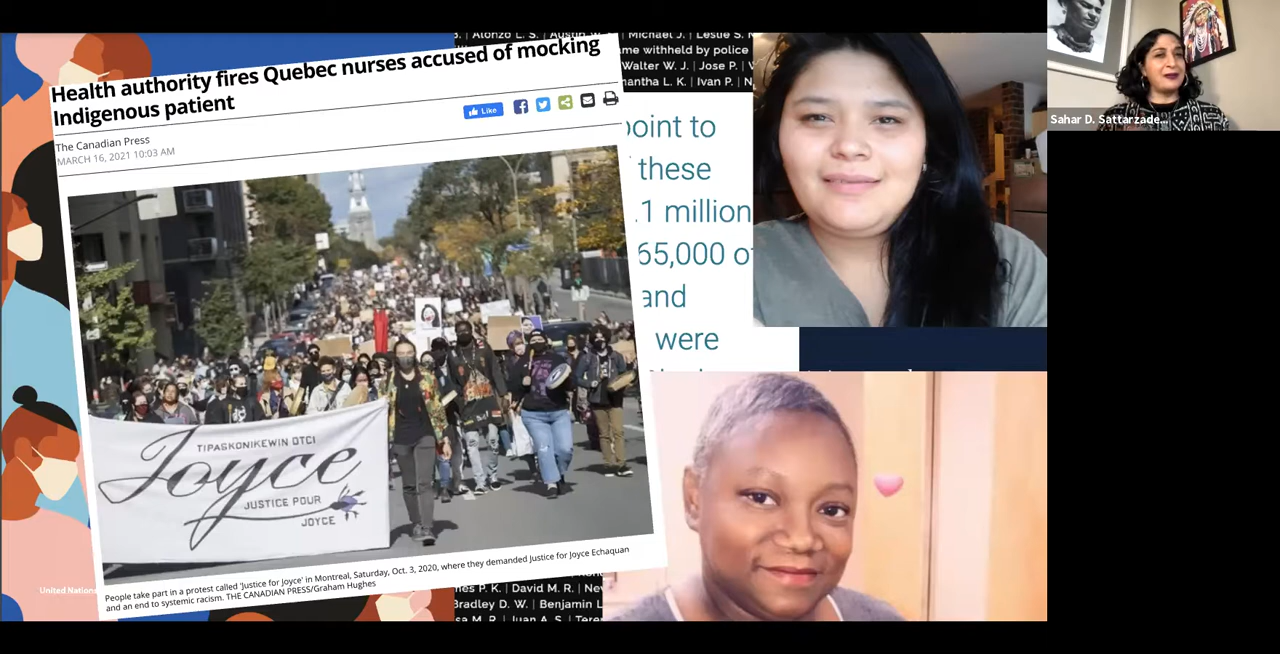 Health authority fires Quebec nurses accused of mocking
Indigenous patient
The Canadian Press
MARCH 16, 2021 10:03 AM
Like
TIPASKONIKEWIN OTCI
Joyce
JUSTICE POUR
JOYCE
People take part in a protest called 'Justice for Joyce' in Montreal, Saturday, Oct. 3, 2020, where they demanded Justice for Joyce Echaquan
and an end to systemic racism. THE CANADIAN PRESS/Graham Hughes
United Nations
Alonzo L. S. | Austin W. | Michael J. | Leslie S.
name withheld by police
Walter W. J. | Jose P. |
| Ivan P. |
point to
these
.1 million
65,000 of
and
were
P. K. | David M. R. |
Bradley D. W. | Benjamin L
M. R. | Juan A. S. |
Sahar D. Sattarzade...